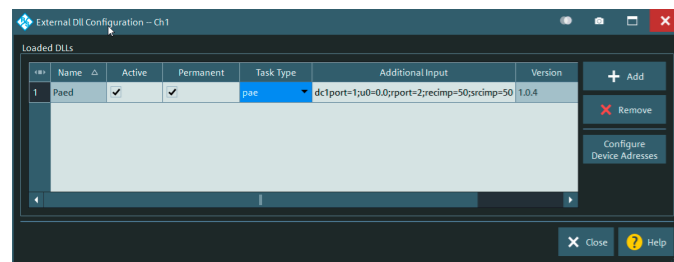 External Dll Configuration – Ch1
Loaded DLLs
Name Active Permanent Task Type Additional Input Version
1 Paed pae dc1port=1;u0=0.0;rport=2;recimp=50;srcimp=50 1.0.4
Add
Remove
Configure
Device Adresses
Close Help